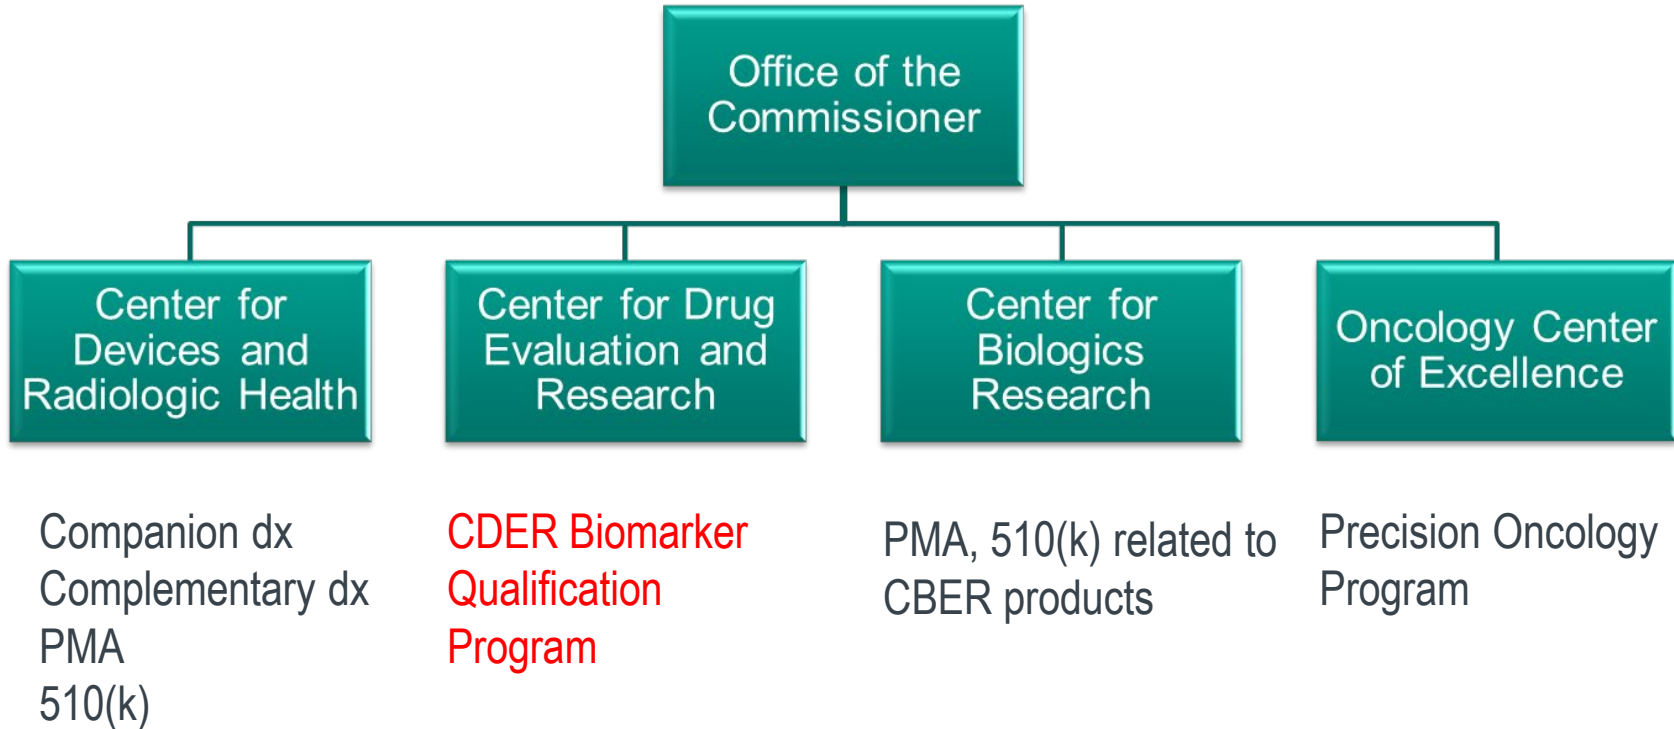 Office of the
Commissioner
Center for
Devices and
Radiologic Health
Center for Drug
Evaluation and
Research
Center for
Biologics
Research
Oncology Center
of Excellence
Companion dx
Complementary dx
PMA
510(k)
CDER Biomarker
Qualification
Program
PMA, 510(k) related to
CBER products
Precision Oncology
Program